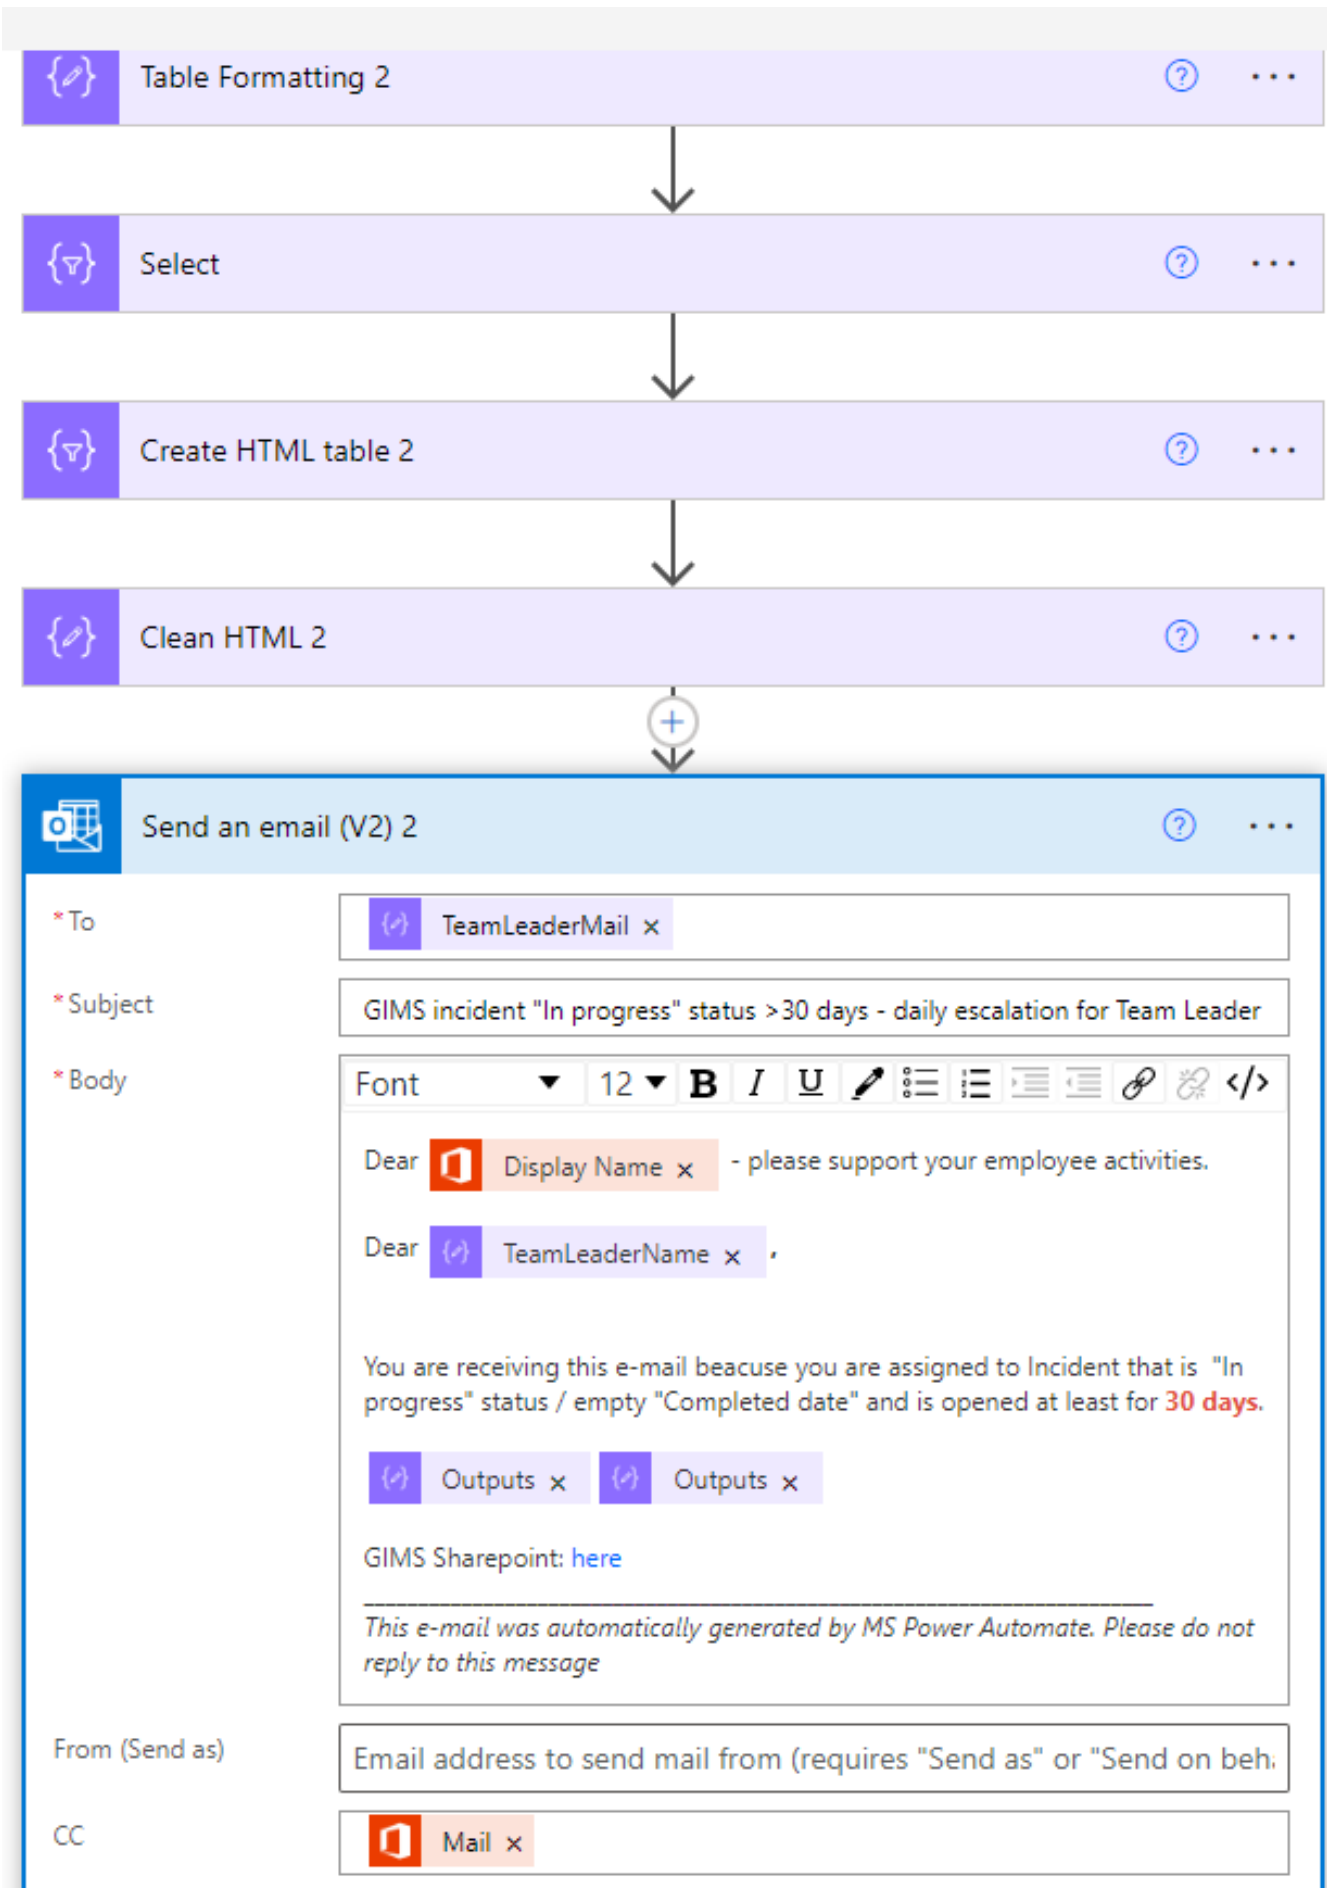 Table Formatting 2
Select
Create HTML table 2
Clean HTML 2
Send an email (V2) 2
* To
TeamLeaderMail ×
* Subject
GIMS incident "In progress" status >30 days - daily escalation for Team Leader
* Body
Font 12 B I U </>
Dear Display Name × - please support your employee activities.
Dear TeamLeaderName × ,
You are receiving this e-mail beacuse you are assigned to Incident that is "In
progress" status / empty "Completed date" and is opened at least for 30 days.
Outputs × Outputs ×
GIMS Sharepoint: here
This e-mail was automatically generated by MS Power Automate. Please do not
reply to this message
From (Send as)
Email address to send mail from (requires "Send as" or "Send on beh
CC
Mail ×